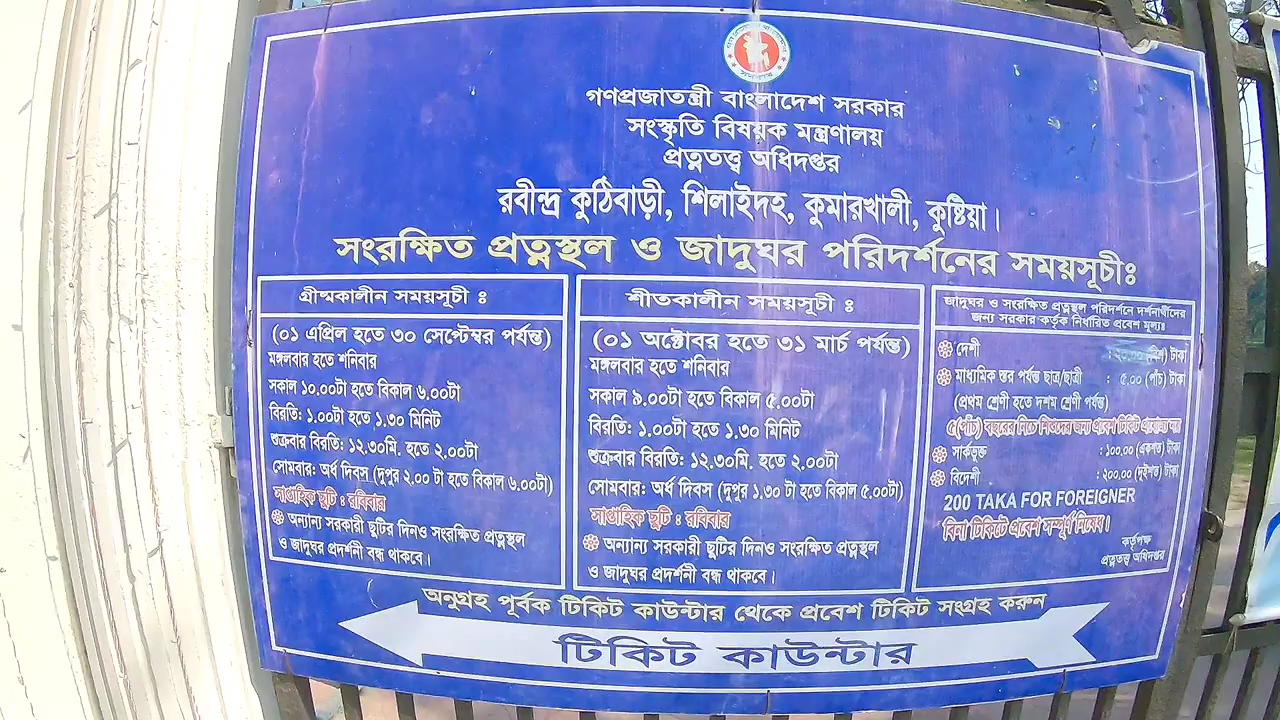 গণপ্রজাতন্ত্রী বাংলাদেশ সরকার
সংস্কৃতি বিষয়ক মন্ত্রণালয়
প্রত্নতত্ত্ব অধিদপ্তর
রবীন্দ্র কুঠিবাড়ী, শিলাইদহ, কুমারখালী, কুষ্টিয়া।
সংরক্ষিত প্রত্নস্থল ও জাদুঘর পরিদর্শনের সময়সূচীঃ
গ্রীষ্মকালীন সময়সূচী ঃ
(০১ এপ্রিল হতে ৩০ সেপ্টেম্বর পর্যন্ত)
মঙ্গলবার হতে শনিবার
সকাল ১০.০০টা হতে বিকাল ৬.০০টা
বিরতি: ১.০০টা হতে ১.৩০ মিনিট
শুক্রবার বিরতি: ১২.৩০মি. হতে ২.০০টা
সোমবার: অর্ধ দিবস (দুপুর ২.০০ টা হতে বিকাল ৬.০০টা)
সাপ্তাহিক ছুটি ঃ রবিবার
অন্যান্য সরকারী ছুটির দিনও সংরক্ষিত প্রত্নস্থল
ও জাদুঘর প্রদর্শনী বন্ধ থাকবে।
শীতকালীন সময়সূচী ঃ
(০১ অক্টোবর হতে ৩১ মার্চ পর্যন্ত)
মঙ্গলবার হতে শনিবার
সকাল ৯.০০টা হতে বিকাল ৫.০০টা
বিরতি: ১.০০টা হতে ১.৩০ মিনিট
শুক্রবার বিরতি: ১২.৩০মি. হতে ২.০০টা
সোমবার: অর্ধ দিবস (দুপুর ১.৩০ টা হতে বিকাল ৫.০০টা)
সাপ্তাহিক ছুটি ঃ রবিবার
অন্যান্য সরকারী ছুটির দিনও সংরক্ষিত প্রত্নস্থল
ও জাদুঘর প্রদর্শনী বন্ধ থাকবে।
জাদুঘর ও সংরক্ষিত প্রত্নস্থল পরিদর্শনে দর্শনার্থীদের
জন্য সরকার কর্তৃক নির্ধারিত প্রবেশ মূল্যঃ
দেশী : ২০.০০ (বিশ) টাকা
মাধ্যমিক স্তর পর্যন্ত ছাত্র/ছাত্রী : ৫.০০ (পাঁচ) টাকা
(প্রথম শ্রেণী হতে দশম শ্রেণী পর্যন্ত)
৫(পাঁচ) বছরের নিচে শিশুদের জন্য প্রবেশ টিকিট প্রযোজ্য নয়
সার্কভূক্ত : ১০০.০০ (একশত) টাকা
বিদেশী : ২০০.০০ (দুইশত) টাকা
200 TAKA FOR FOREIGNER
বিনা টিকিটে প্রবেশ সম্পূর্ণ নিষেধ।
কর্তৃপক্ষ
প্রত্নতত্ত্ব অধিদপ্তর
অনুগ্রহ পূর্বক টিকিট কাউন্টার থেকে প্রবেশ টিকিট সংগ্রহ করুন
টিকিট কাউন্টার